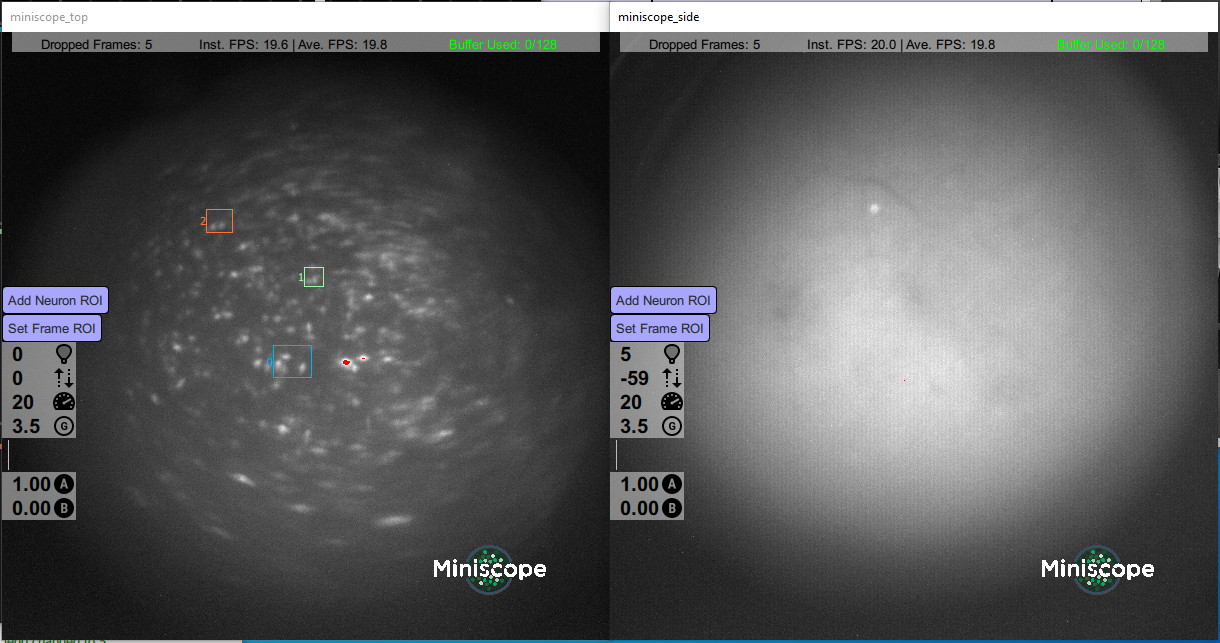 miniscope_top
Dropped Frames: 5 Inst. FPS: 19.6 | Ave. FPS: 19.8 Buffer Used: 0/128
2
1
Add Neuron ROI
Set Frame ROI
0
0
0
20
3.5 G
1.00 A
0.00 B
Miniscope
miniscope_side
Dropped Frames: 5 Inst. FPS: 20.0 | Ave. FPS: 19.8 Buffer Used: 0/128
Add Neuron ROI
Set Frame ROI
5
-59
20
3.5 G
1.00 A
0.00 B
Miniscope